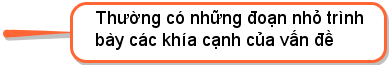 Thường có những đoạn nhỏ trình
bày các khía cạnh của vấn đề